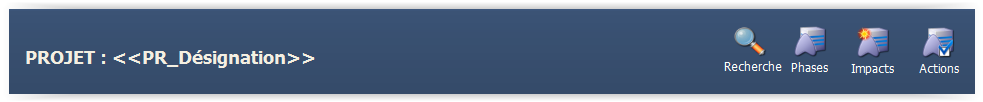 PROJET : <<PR_Désignation>>
Recherche
Phases
Impacts
Actions